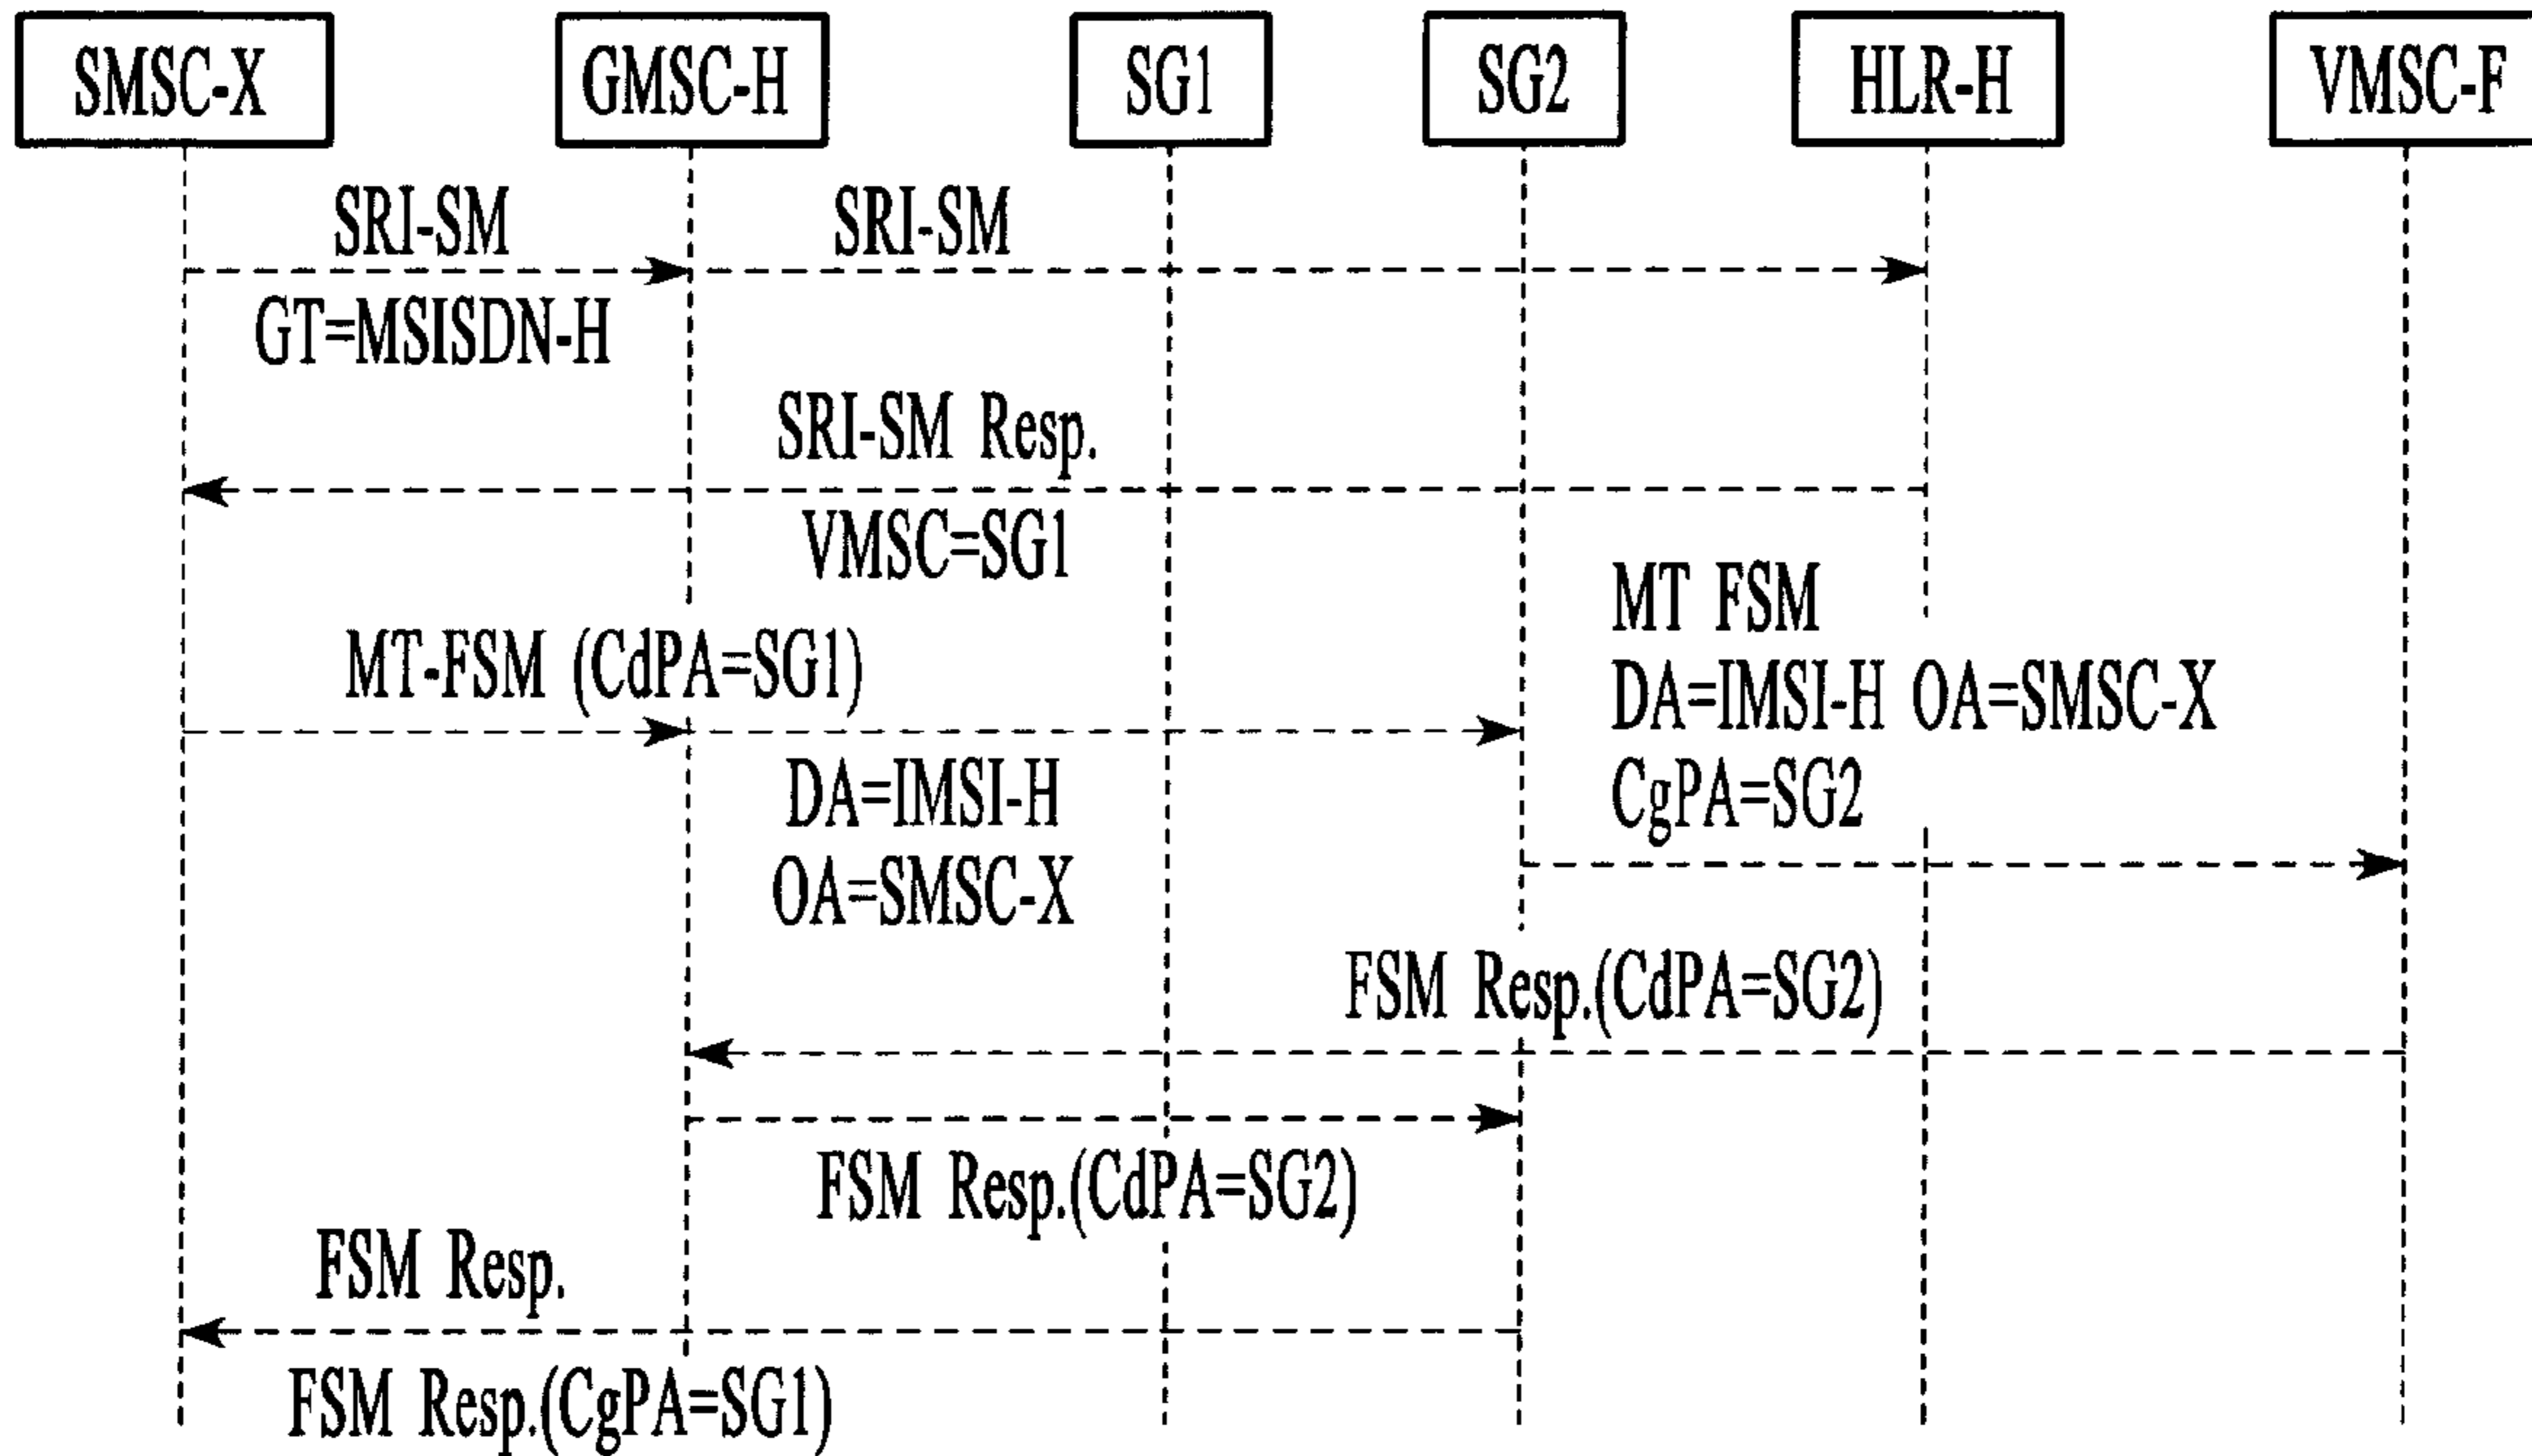 SMSC-X
GMSC-H
SG1
SG2
HLR-H
VMSC-F
SRI-SM
SRI-SM
GT=MSISDN-H
SRI-SM Resp.
VMSC=SG1
MT-FSM (CdPA=SG1)
MT FSM
DA=IMSI-H OA=SMSC-X
CgPA=SG2
DA=IMSI-H
OA=SMSC-X
FSM Resp.(CdPA=SG2)
FSM Resp.(CdPA=SG2)
FSM Resp.
FSM Resp.(CgPA=SG1)